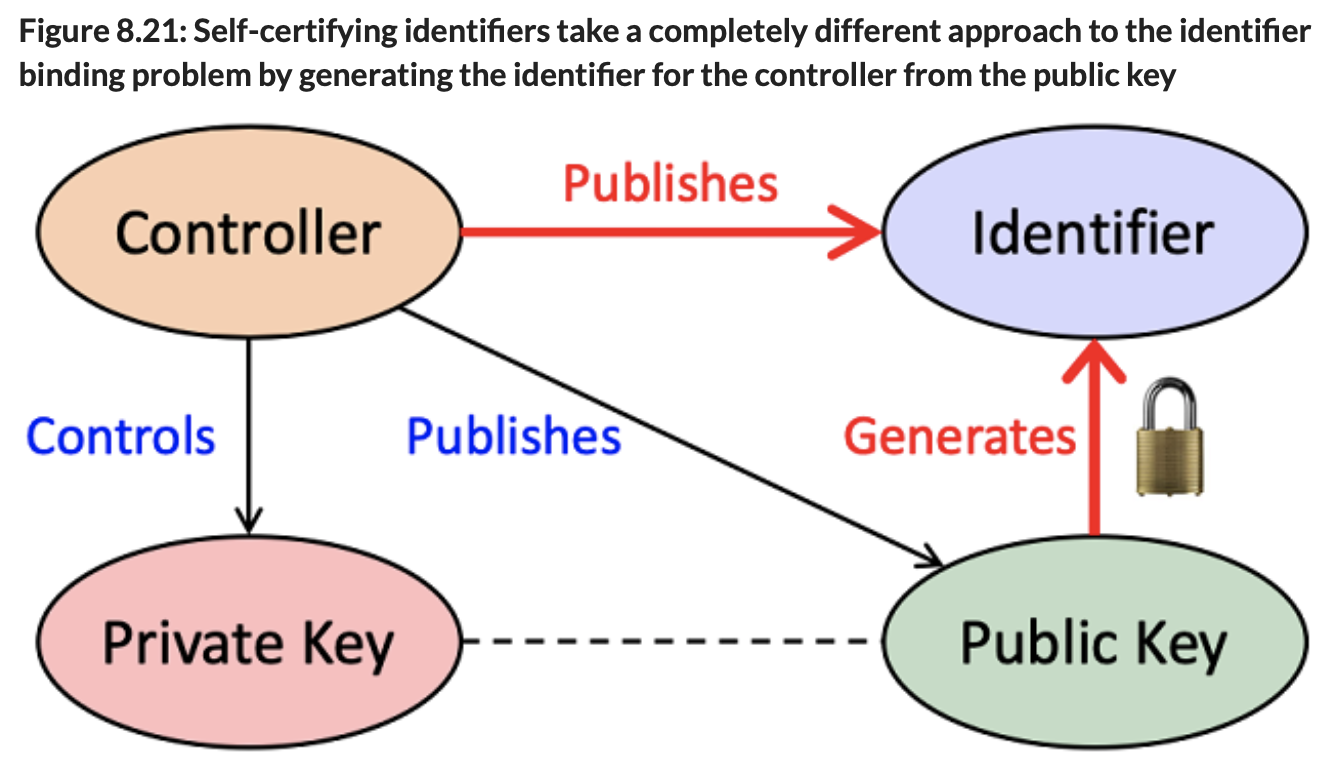 Figure 8.21: Self-certifying identifiers take a completely different approach to the identifier
binding problem by generating the identifier for the controller from the public key
Publishes
Controller
Identifier
Controls
Publishes
Generates
Private Key
Public Key